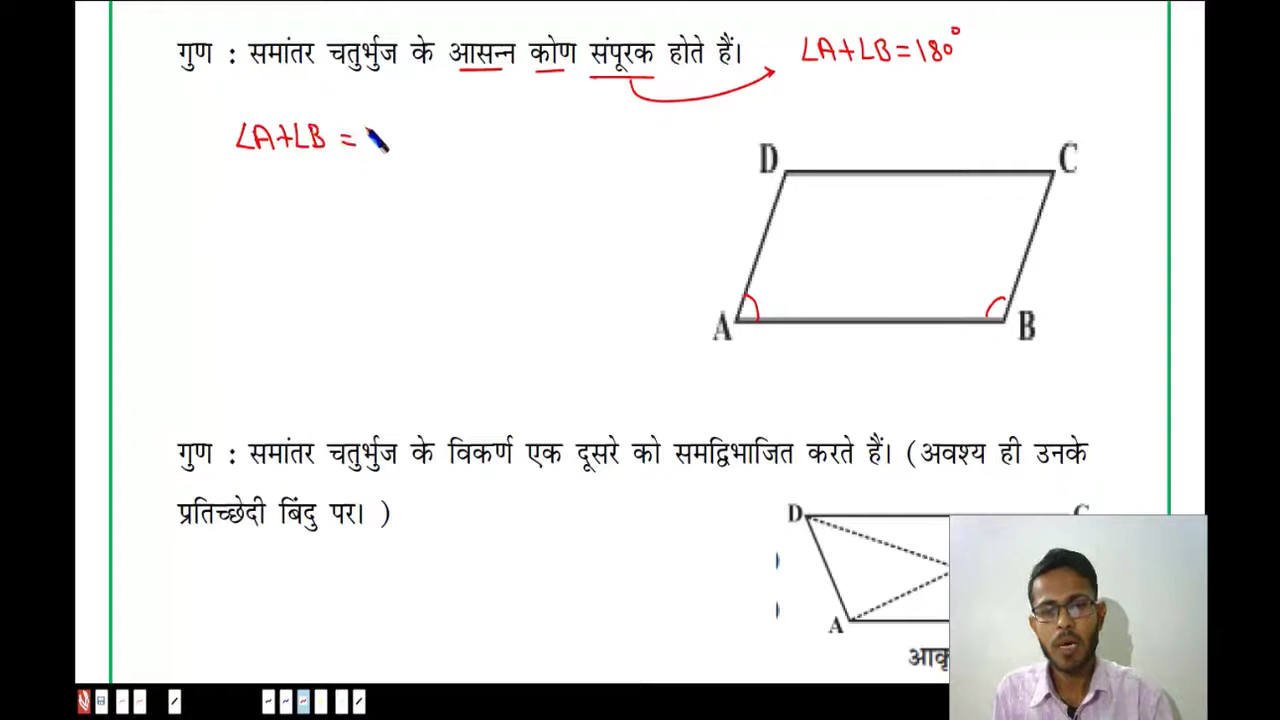 गुण : समांतर चतुर्भुज के आसन्न कोण संपूरक होते हैं। ∠A+∠B=180°
∠A+∠B =
D C
A B
गुण : समांतर चतुर्भुज के विकर्ण एक दूसरे को समद्विभाजित करते हैं। (अवश्य ही उनके
प्रतिच्छेदी बिंदु पर। )
D C
A